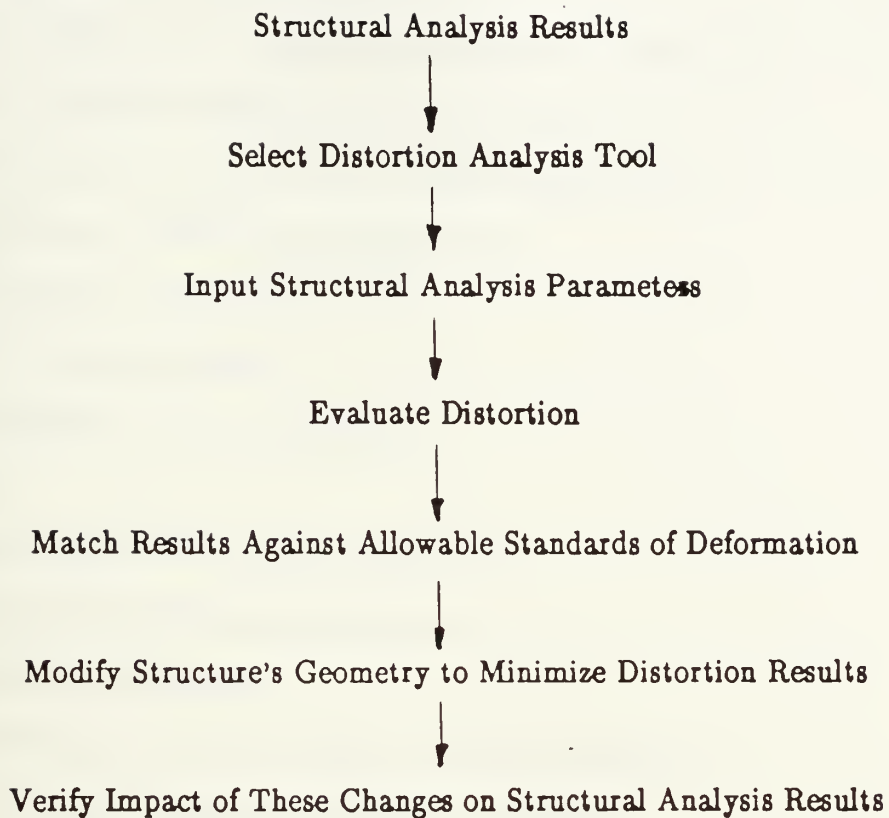 Structural Analysis Results
Select Distortion Analysis Tool
Input Structural Analysis Parameters
Evaluate Distortion
Match Results Against Allowable Standards of Deformation
Modify Structure's Geometry to Minimize Distortion Results
Verify Impact of These Changes on Structural Analysis Results